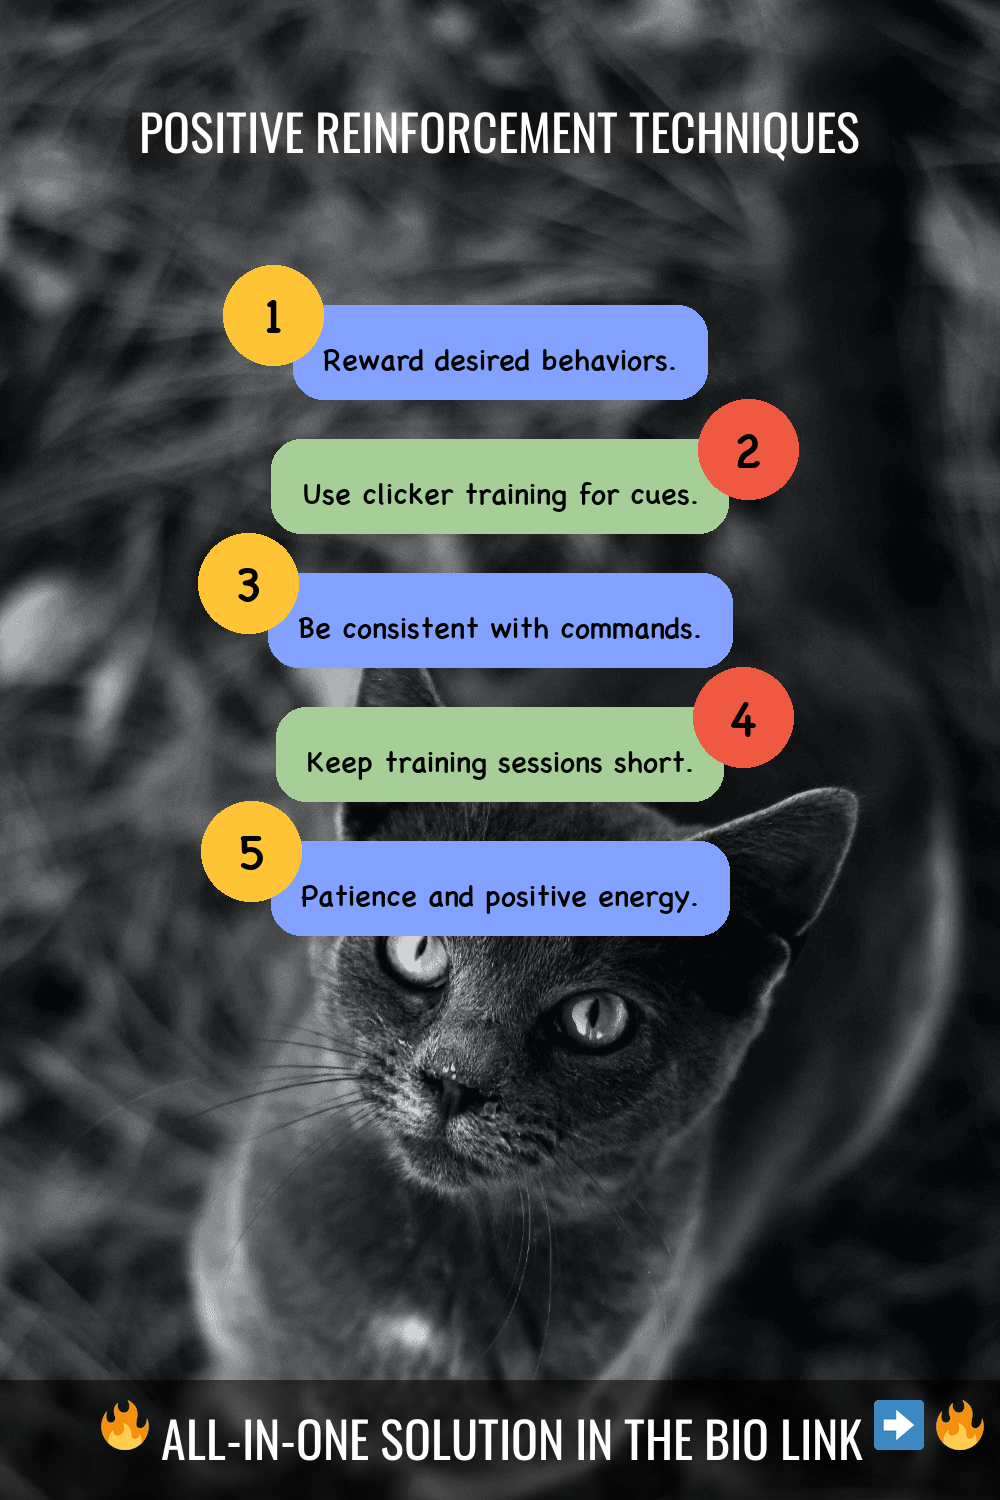 POSITIVE REINFORCEMENT TECHNIQUES
1
Reward desired behaviors.
2
Use clicker training for cues.
3
Be consistent with commands.
4
Keep training sessions short.
5
Patience and positive energy.
🔥 ALL-IN-ONE SOLUTION IN THE BIO LINK ➡️ 🔥